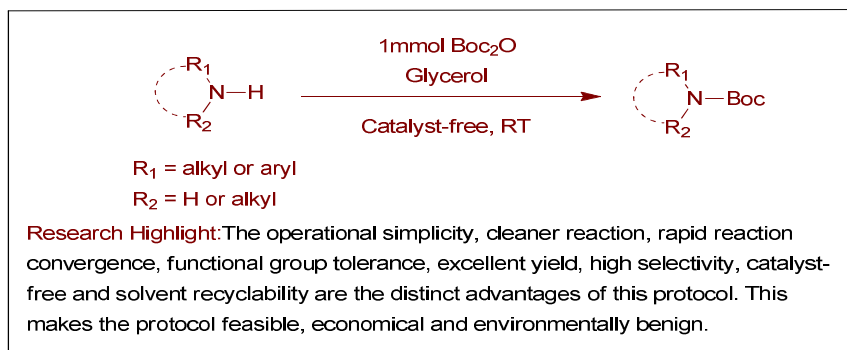 1mmol Boc2O
Glycerol
Catalyst-free, RT
R1
N-H
R2
R1
N-Boc
R2
R1 = alkyl or aryl
R2 = H or alkyl
Research Highlight:The operational simplicity, cleaner reaction, rapid reaction
convergence, functional group tolerance, excellent yield, high selectivity, catalyst-
free and solvent recyclability are the distinct advantages of this protocol. This
makes the protocol feasible, economical and environmentally benign.